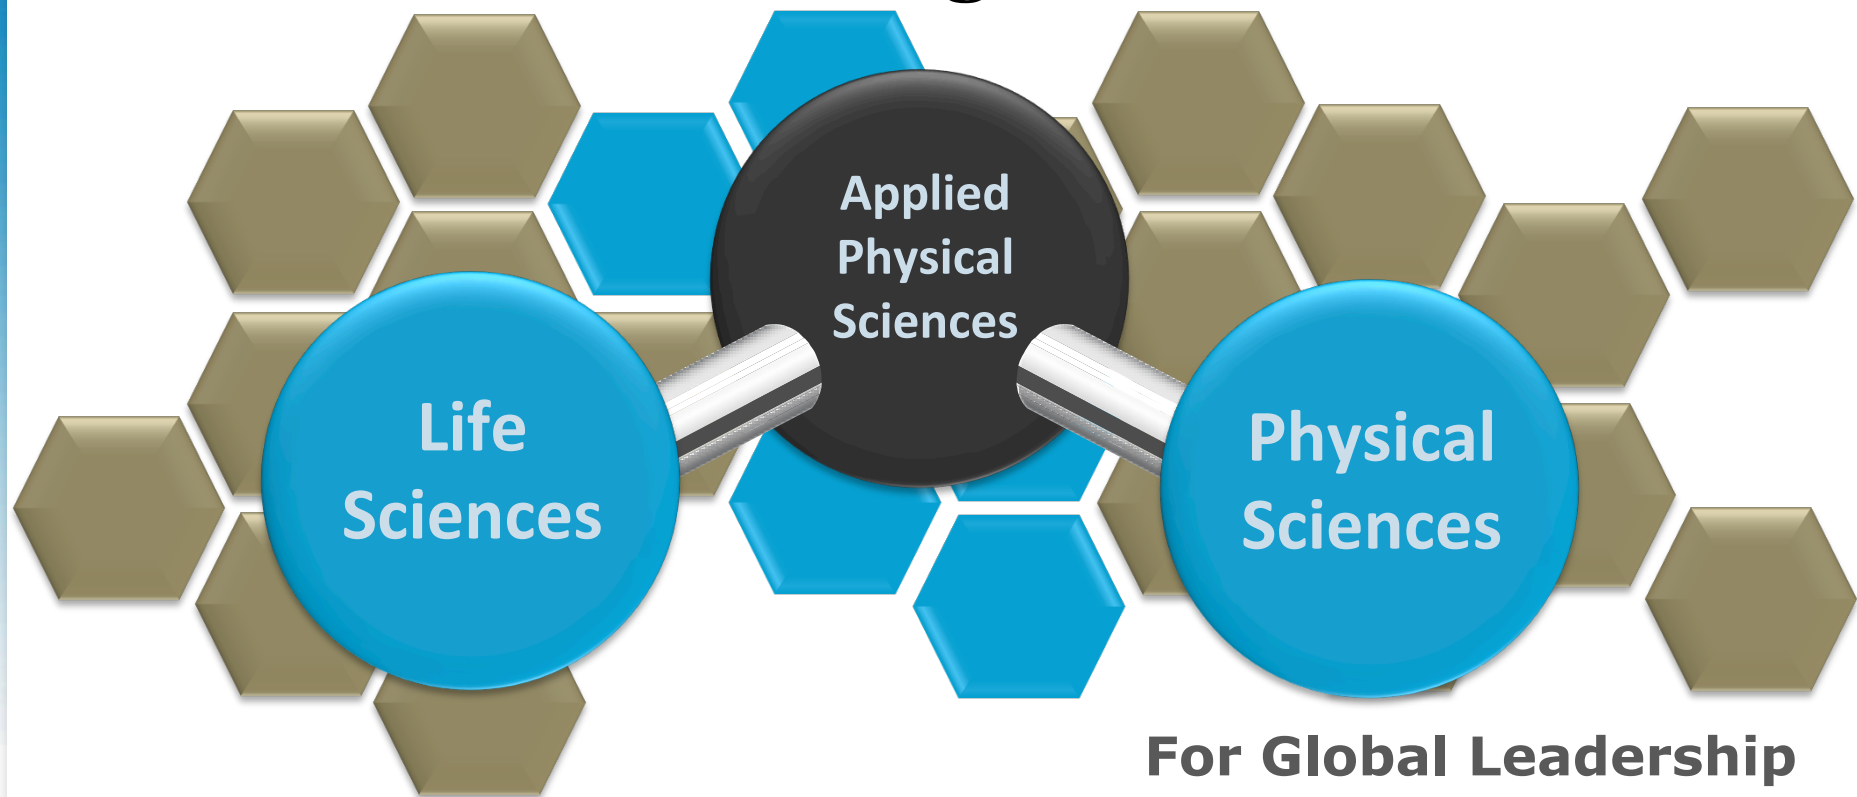 Applied
Physical
Sciences
Life
Sciences
Physical
Sciences
For Global Leadership